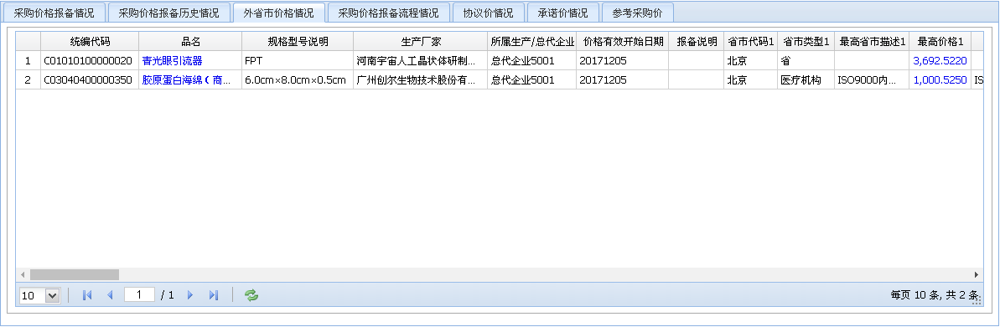 采购价格报备情况 采购价格报备历史情况 外省市价格情况 采购价格报备流程情况 协议价情况 承诺价情况 参考采购价
统编代码 品名 规格型号说明 生产厂家 所属生产/总代企业 价格有效开始日期 报备说明 省市代码1 省市类型1 最高省市描述1 最高价格1
1 C01010100000020 青光眼引流器 FPT 河南宇宙人工晶状体研制... 总代企业5001 20171205 北京 省 3,692.5220
2 C03040400000350 胶原蛋白海绵（商... 6.0cm×8.0cm×0.5cm 广州创尔生物技术股份有... 总代企业5001 20171205 北京 医疗机构 ISO9000内... 1,000.5250 IS
10 1 / 1 每页 10 条, 共 2 条